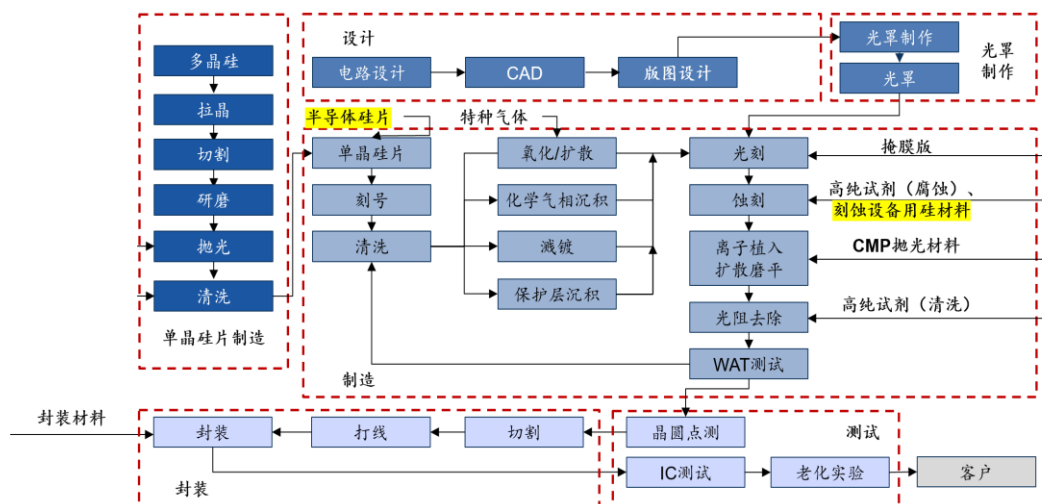 设计
电路设计
CAD
版图设计
光罩制作
光罩
光罩
制作
多晶硅
拉晶
切割
研磨
抛光
清洗
单晶硅片制造
半导体硅片
特种气体
单晶硅片
刻号
清洗
氧化/扩散
化学气相沉积
溅镀
保护层沉积
光刻
蚀刻
离子植入
扩散磨平
光阻去除
WAT测试
制造
掩膜版
高纯试剂（腐蚀）、
刻蚀设备用硅材料
CMP抛光材料
高纯试剂（清洗）
封装材料
封装
打线
切割
晶圆点测
测试
封装
IC测试
老化实验
客户